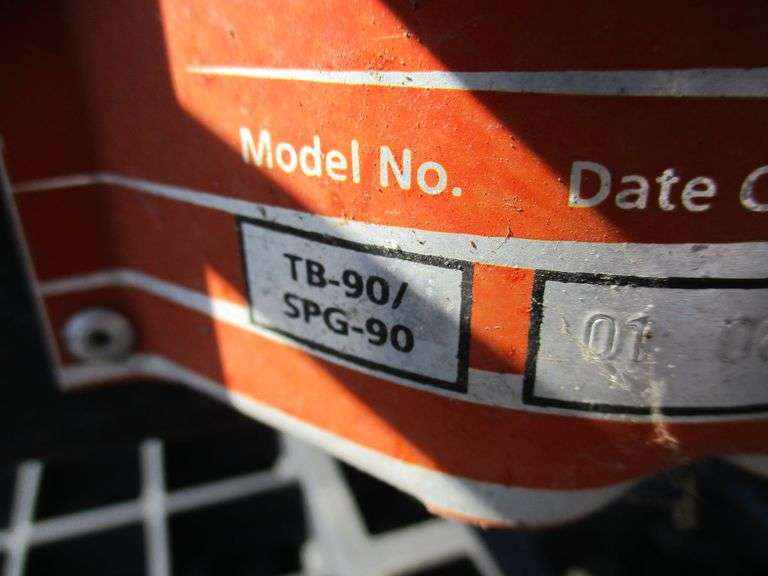 Model No. Date
TB-90/
SPG-90
01